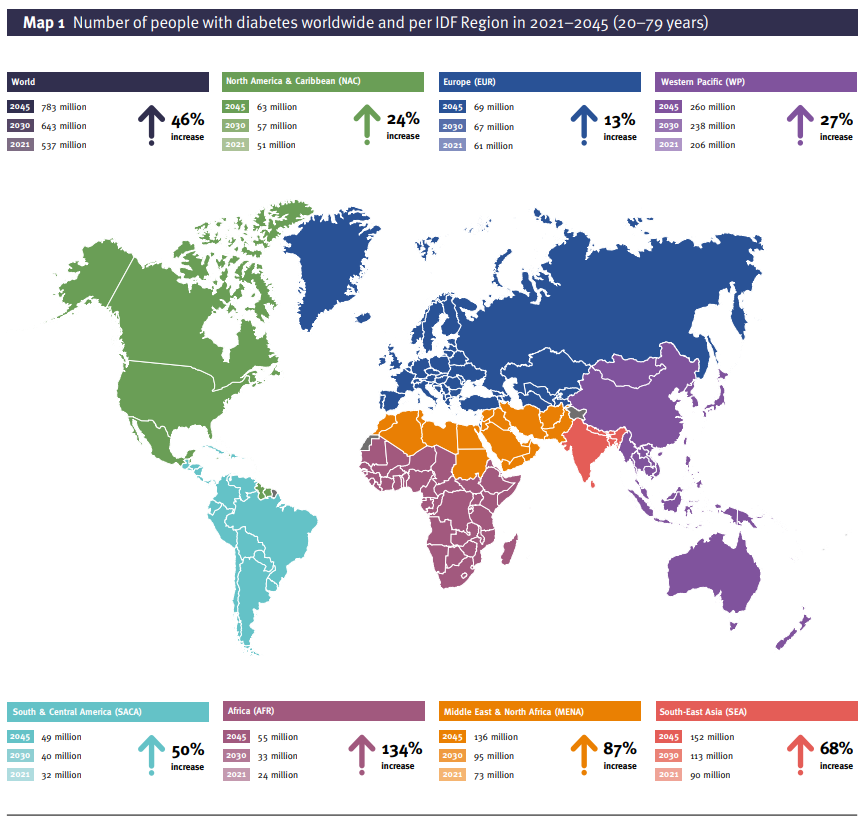 Map 1 Number of people with diabetes worldwide and per IDF Region in 2021–2045 (20–79 years)
World
2045 783 million
2030 643 million
2021 537 million
46%
increase
North America & Caribbean (NAC)
2045 63 million
2030 57 million
2021 51 million
24%
increase
Europe (EUR)
2045 69 million
2030 67 million
2021 61 million
13%
increase
Western Pacific (WP)
2045 260 million
2030 238 million
2021 206 million
27%
increase
South & Central America (SACA)
2045 49 million
2030 40 million
2021 32 million
50%
increase
Africa (AFR)
2045 55 million
2030 33 million
2021 24 million
134%
increase
Middle East & North Africa (MENA)
2045 136 million
2030 95 million
2021 73 million
87%
increase
South-East Asia (SEA)
2045 152 million
2030 113 million
2021 90 million
68%
increase